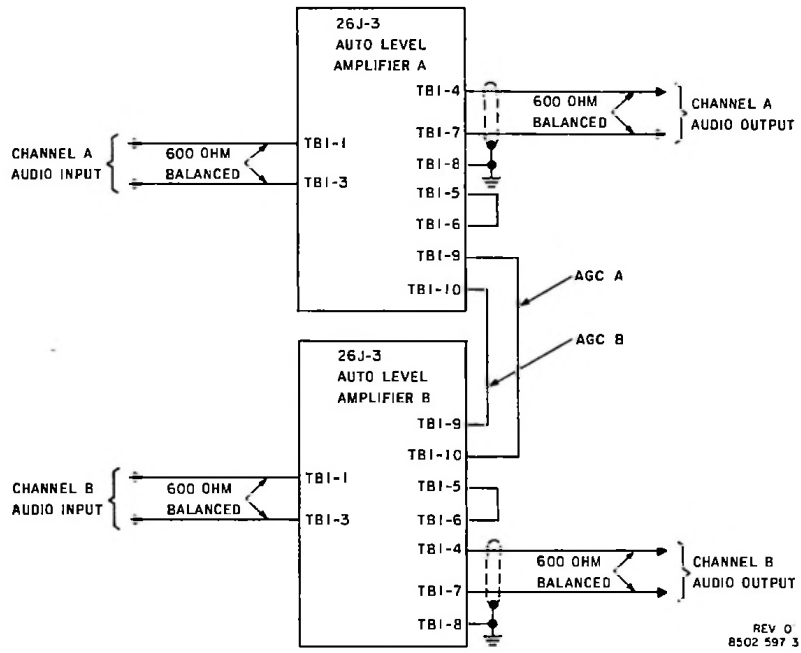 26J-3
AUTO LEVEL
AMPLIFIER A
TB1-4
600 OHM
BALANCED
CHANNEL A
AUDIO OUTPUT
TB1-7
CHANNEL A
AUDIO INPUT
600 OHM
BALANCED
TB1-1
TB1-3
TB1-8
TB1-5
TB1-6
TB1-9
TB1-10
AGC A
AGC B
26J-3
AUTO LEVEL
AMPLIFIER B
TB1-9
TB1-10
CHANNEL B
AUDIO INPUT
600 OHM
BALANCED
TB1-1
TB1-3
TB1-5
TB1-6
TB1-4
600 OHM
BALANCED
CHANNEL B
AUDIO OUTPUT
TB1-7
TB1-8
REV 0
8502 597 3